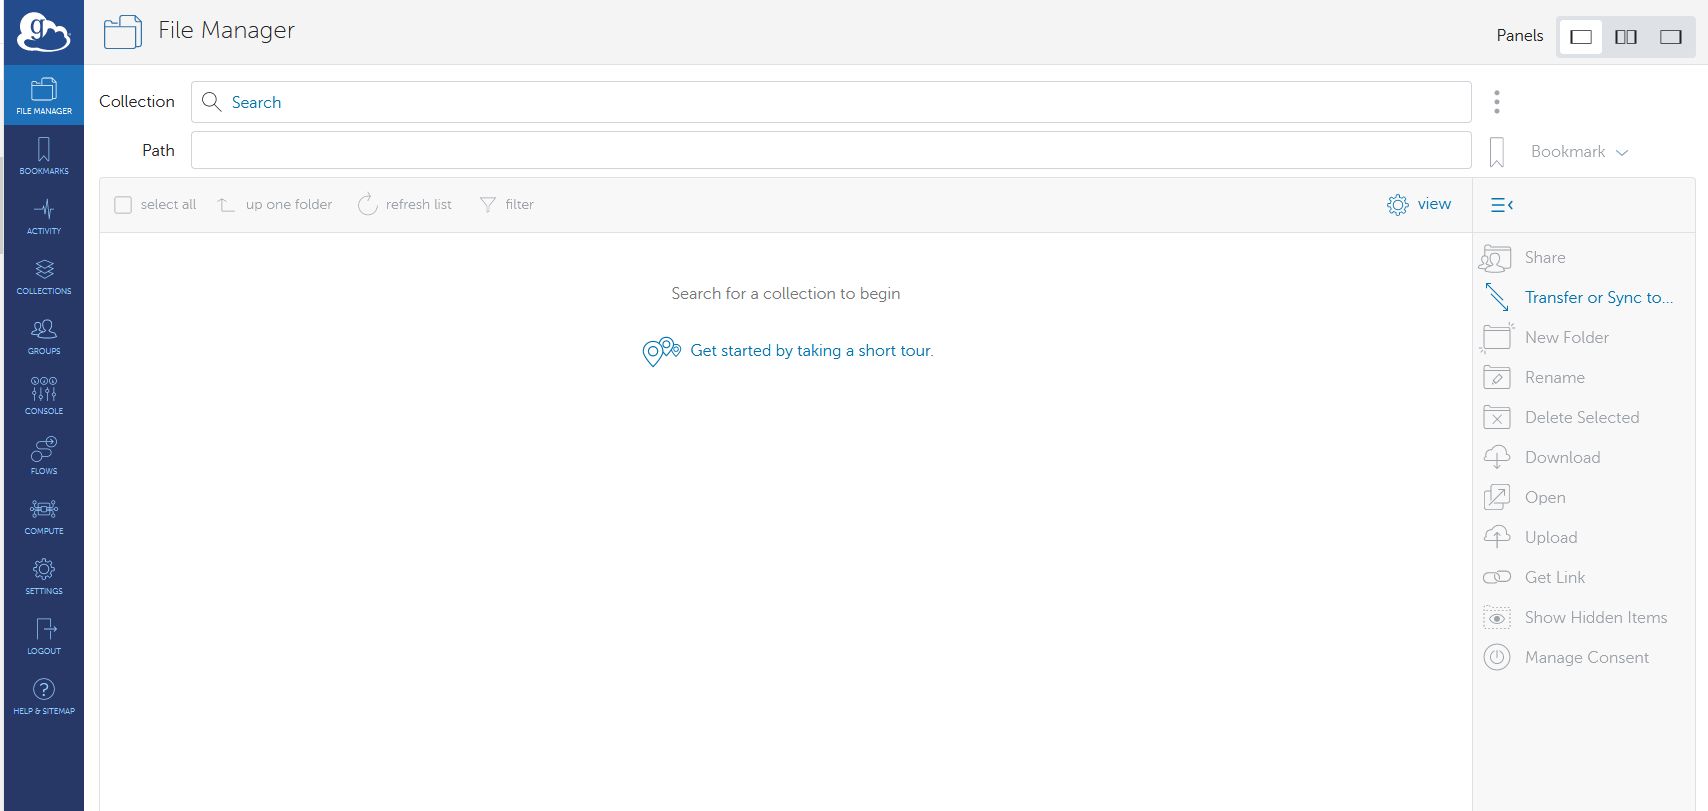 g
File Manager
Panels
FILE MANAGER
BOOKMARKS
ACTIVITY
COLLECTIONS
GROUPS
CONSOLE
FLOWS
COMPUTE
SETTINGS
LOGOUT
HELP & SITEMAP
Collection
Search
Path
Bookmark
select all
up one folder
refresh list
filter
view
Search for a collection to begin
Get started by taking a short tour.
Share
Transfer or Sync to...
New Folder
Rename
Delete Selected
Download
Open
Upload
Get Link
Show Hidden Items
Manage Consent